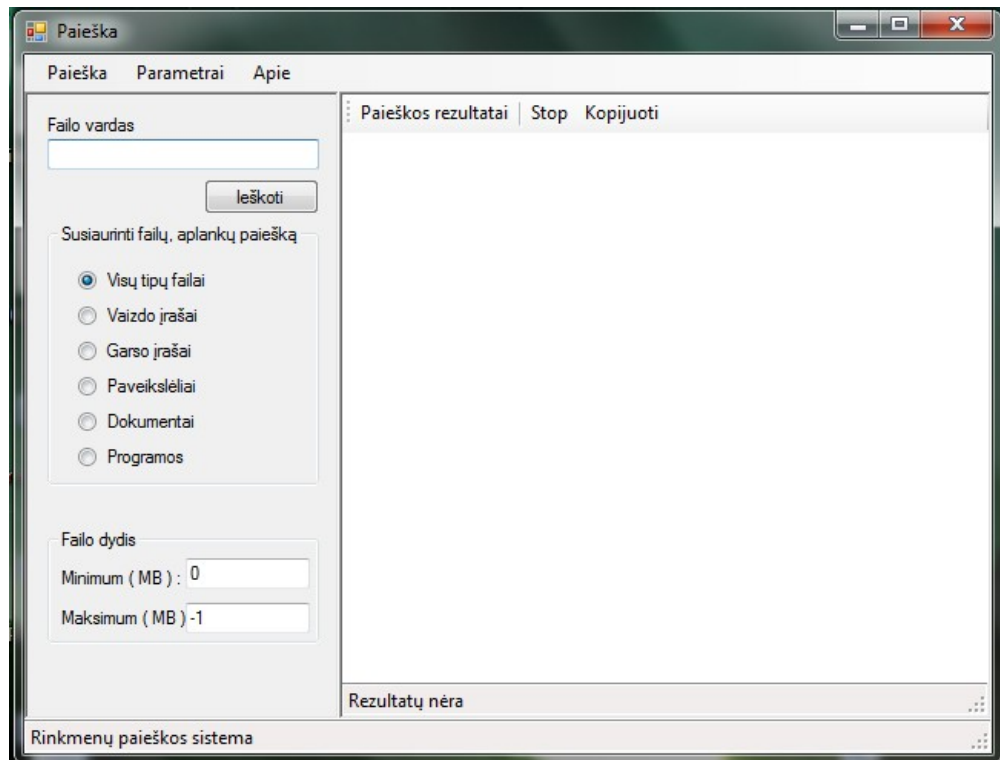 Paieška
Paieška Parametrai Apie
Failo vardas
Ieškoti
Susiaurinti failų, aplankų paiešką
Visų tipų failai
Vaizdo įrašai
Garso įrašai
Paveikslėliai
Dokumentai
Programos
Failo dydis
Minimum ( MB ) : 0
Maksimum ( MB ) -1
Paieškos rezultatai Stop Kopijuoti
Rezultatų nėra
Rinkmenų paieškos sistema